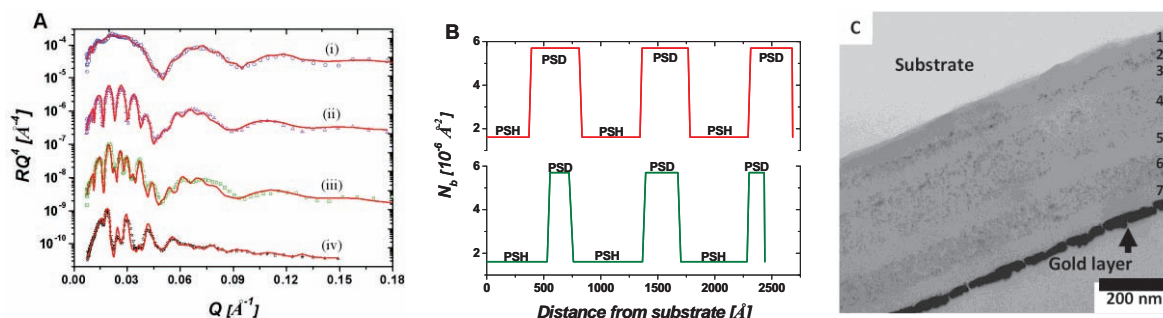 A
RQ⁴ [Å⁻⁴]
10⁻⁴
10⁻⁵
10⁻⁶
10⁻⁷
10⁻⁸
10⁻⁹
10⁻¹⁰
(i)
(ii)
(iii)
(iv)
0.00 0.03 0.06 0.09 0.12 0.15 0.18
Q [Å⁻¹]
B
N_b [10⁻⁶ Å⁻²]
6
4
2
PSD PSD PSD
PSH PSH PSH
6
4
2
PSD PSD PSD
PSH PSH PSH
0 500 1000 1500 2000 2500
Distance from substrate [Å]
C
Substrate
1
2
3
4
5
6
7
Gold layer
200 nm